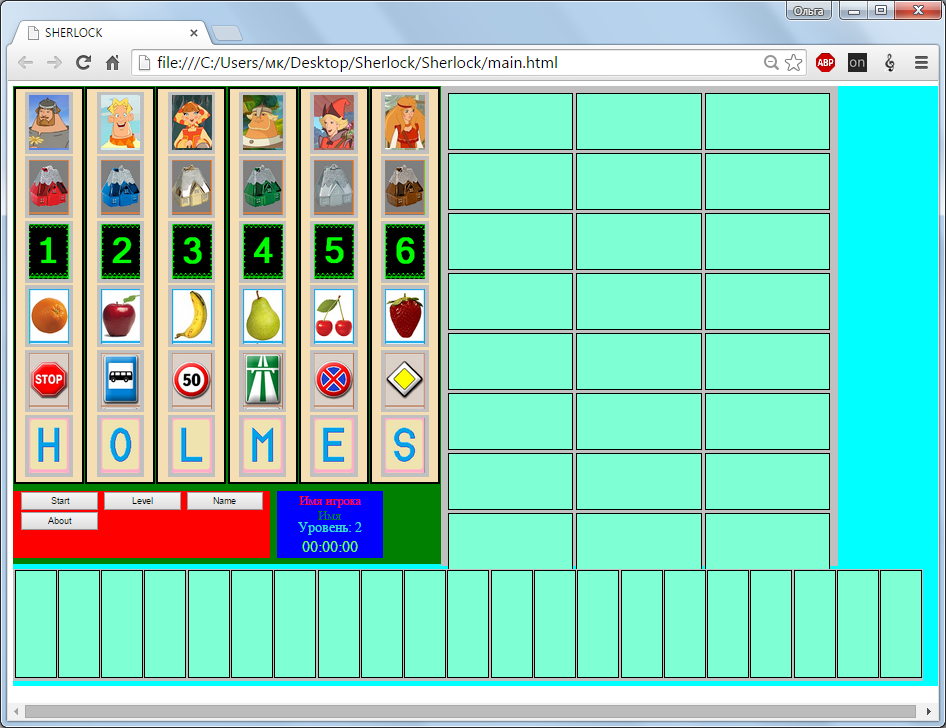 Ольга
SHERLOCK
file:///C:/Users/мк/Desktop/Sherlock/Sherlock/main.html
ABP
on
1 2 3 4 5 6
STOP 50
H O L M E S
Start Level Name
About
Имя игрока
Имя
Уровень: 2
00:00:00